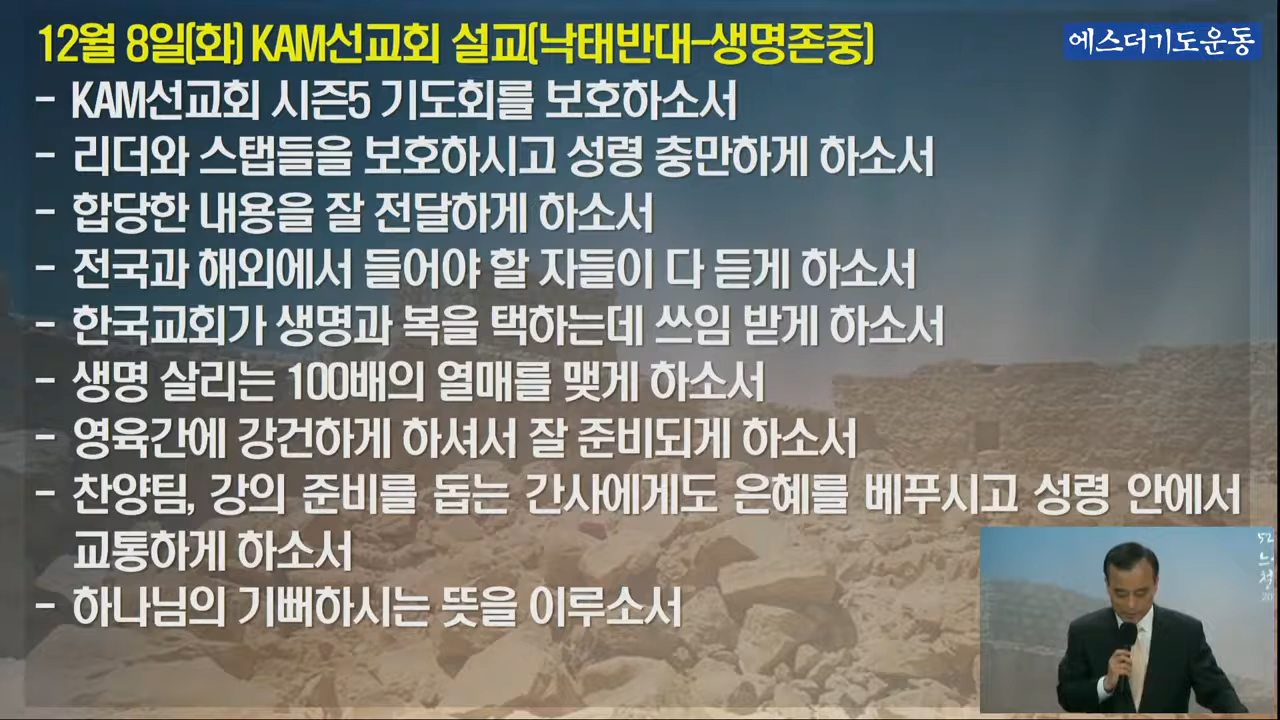 12월 8일(화) KAM선교회 설교(낙태반대-생명존중)
에스더기도운동
- KAM선교회 시즌5 기도회를 보호하소서
- 리더와 스탭들을 보호하시고 성령 충만하게 하소서
- 합당한 내용을 잘 전달하게 하소서
- 전국과 해외에서 들어야 할 자들이 다 듣게 하소서
- 한국교회가 생명과 복을 택하는데 쓰임 받게 하소서
- 생명 살리는 100배의 열매를 맺게 하소서
- 영육간에 강건하게 하셔서 잘 준비되게 하소서
- 찬양팀, 강의 준비를 돕는 간사에게도 은혜를 베푸시고 성령 안에서
교통하게 하소서
- 하나님의 기뻐하시는 뜻을 이루소서
52
20